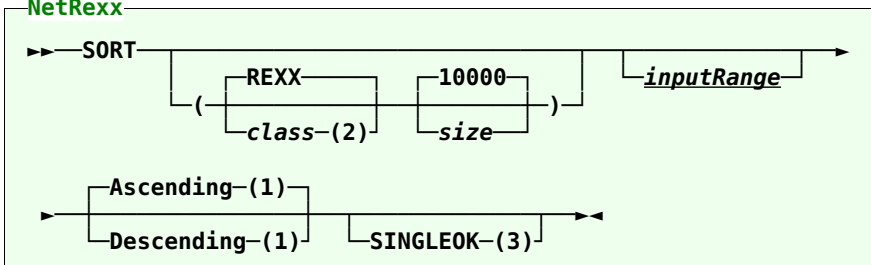 NetRexx
►►──SORT──
REXX 10000 inputRange
( class─(2) size )
Ascending─(1)
Descending─(1) SINGLEOK─(3)